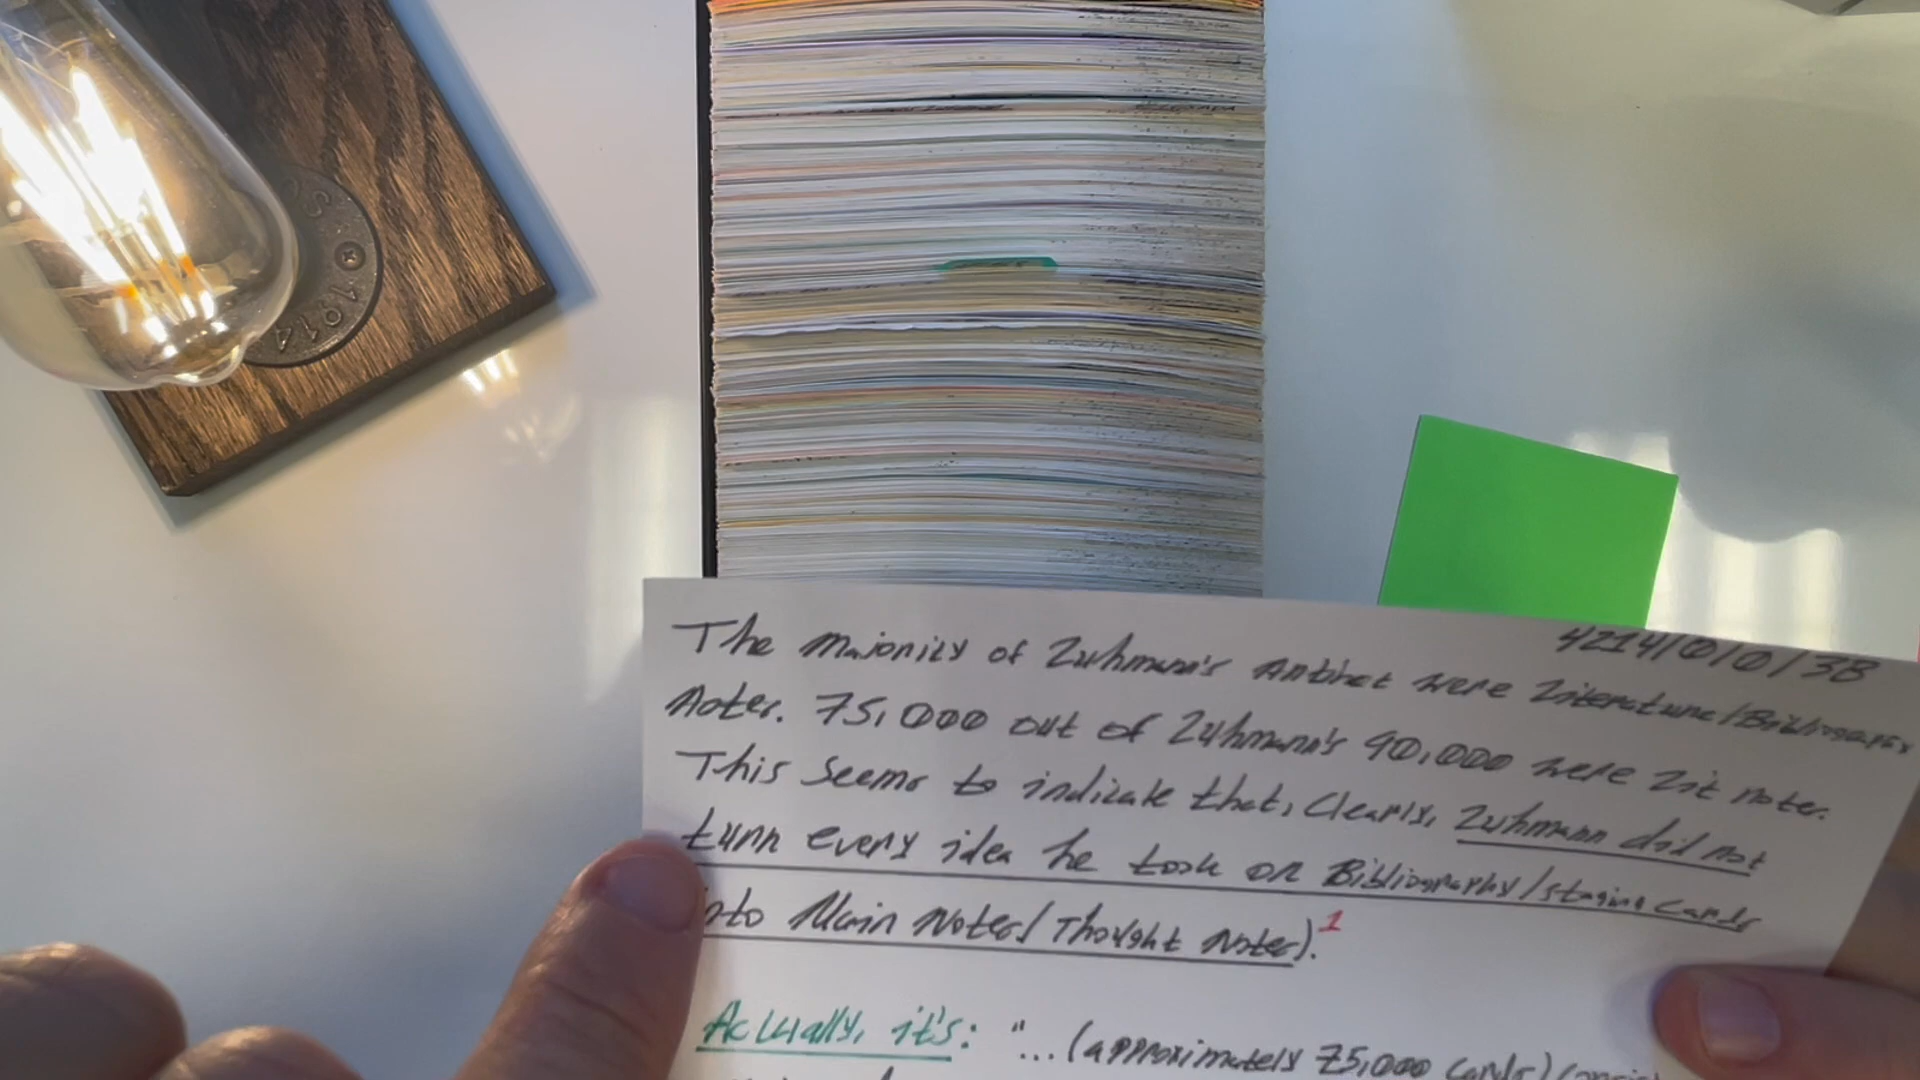 4214/0/0/38
The Majority of Luhmann's Antinet were Literature/Bibliography
Notes. 75,000 out of Luhmann's 90,000 were Lit Notes.
This seems to indicate that, clearly, Luhmann did not
turn every idea he took on Bibliography/staging cards
into Main Notes/Thought Notes).1
Actually, it's: "... (approximately 75,000 cards)
1914